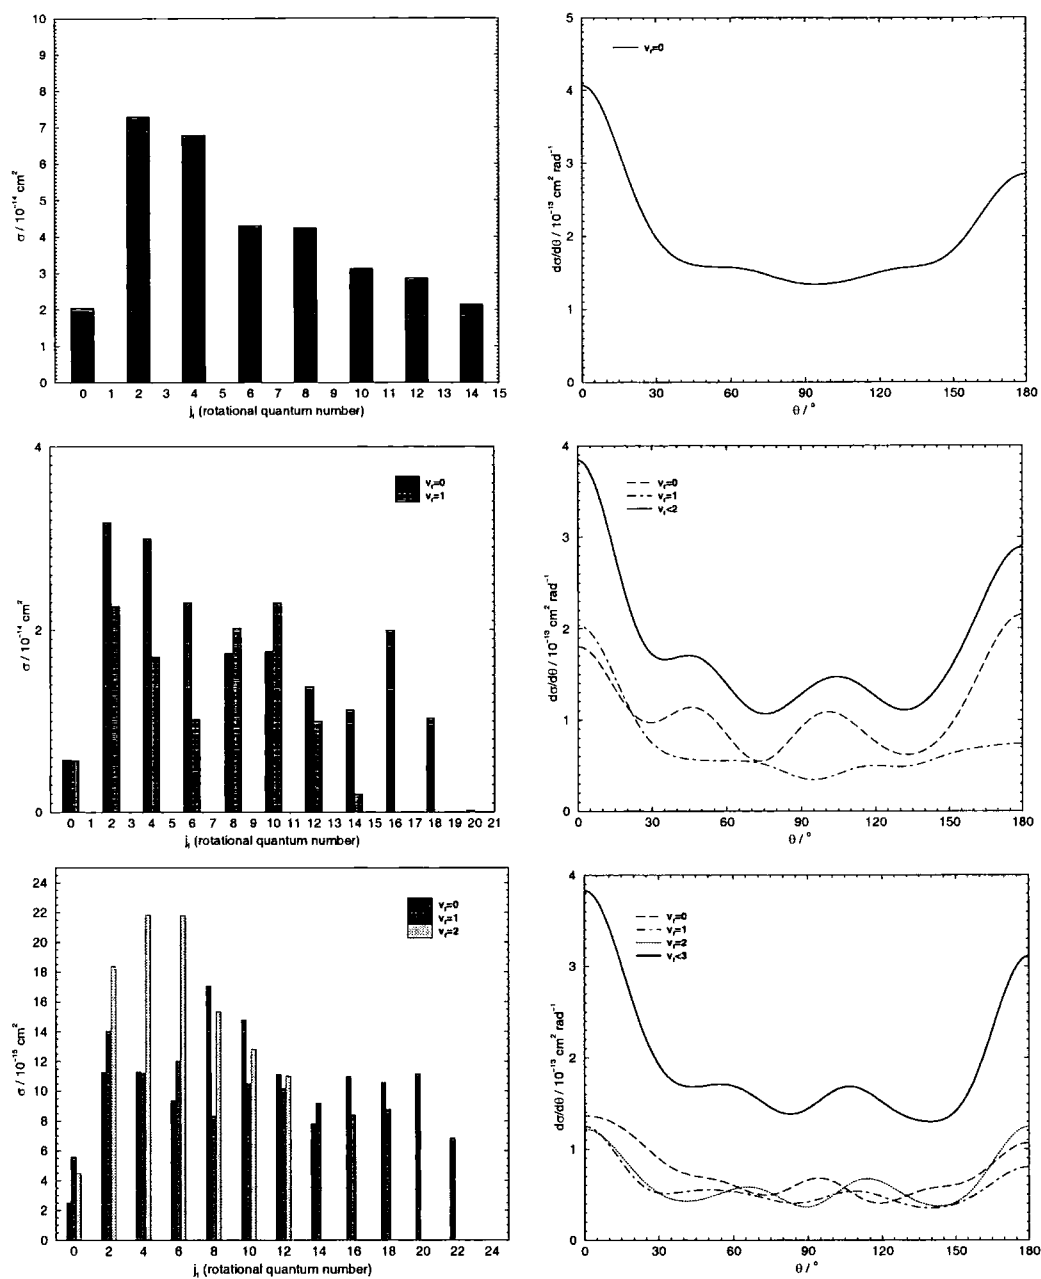 10
9
8
7
6
5
4
3
2
1
0
σ / 10⁻¹⁴ cm²
0 1 2 3 4 5 6 7 8 9 10 11 12 13 14 15
j_f (rotational quantum number)
5
4
3
2
1
0
dσ/dθ / 10⁻¹³ cm² rad⁻¹
v_f=0
0 30 60 90 120 150 180
θ / °
4
2
0
σ / 10⁻¹⁴ cm²
v_f=0
v_f=1
0 1 2 3 4 5 6 7 8 9 10 11 12 13 14 15 16 17 18 19 20 21
j_f (rotational quantum number)
4
3
2
1
0
dσ/dθ / 10⁻¹³ cm² rad⁻¹
v_f=0
v_f=1
v_f<2
0 30 60 90 120 150 180
θ / °
24
22
20
18
16
14
12
10
8
6
4
2
0
σ / 10⁻¹⁵ cm²
v_f=0
v_f=1
v_f=2
0 2 4 6 8 10 12 14 16 18 20 22 24
j_f (rotational quantum number)
4
3
2
1
0
dσ/dθ / 10⁻¹³ cm² rad⁻¹
v_f=0
v_f=1
v_f=2
v_f<3
0 30 60 90 120 150 180
θ / °